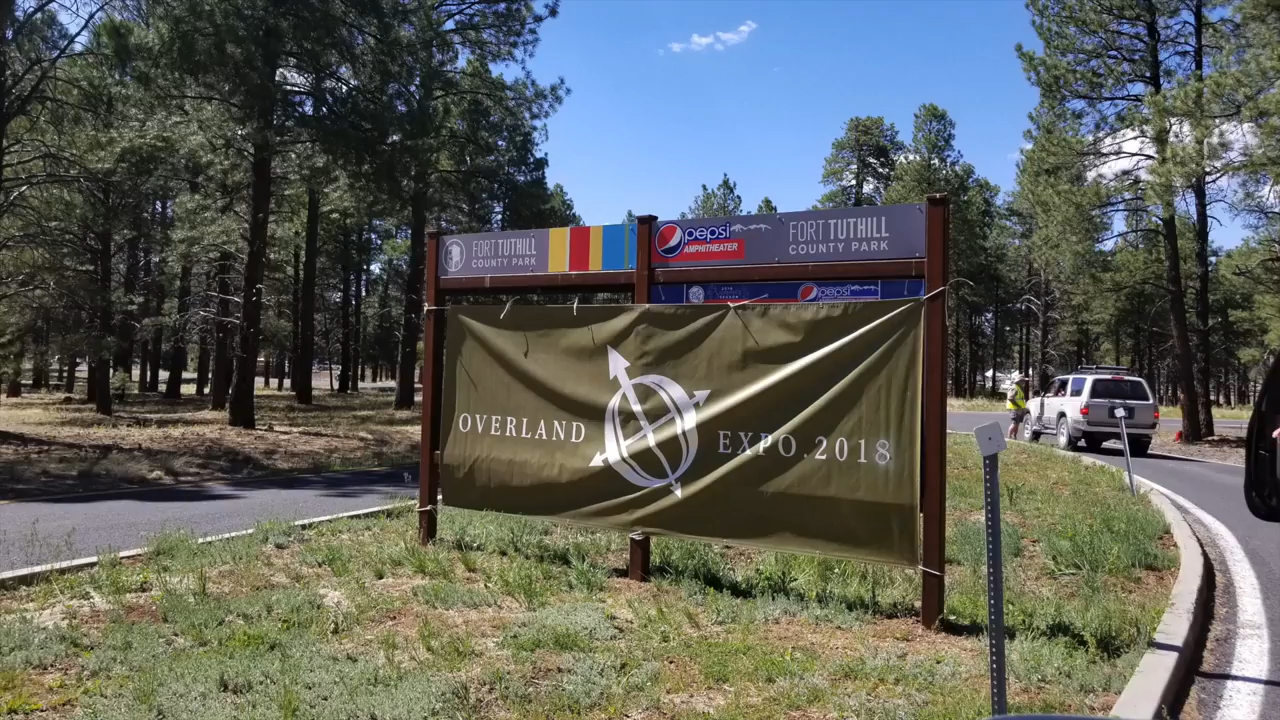 FORT TUTHILL
COUNTY PARK
pepsi
AMPHITHEATER
FORT TUTHILL
COUNTY PARK
pepsi
OVERLAND
EXPO.2018